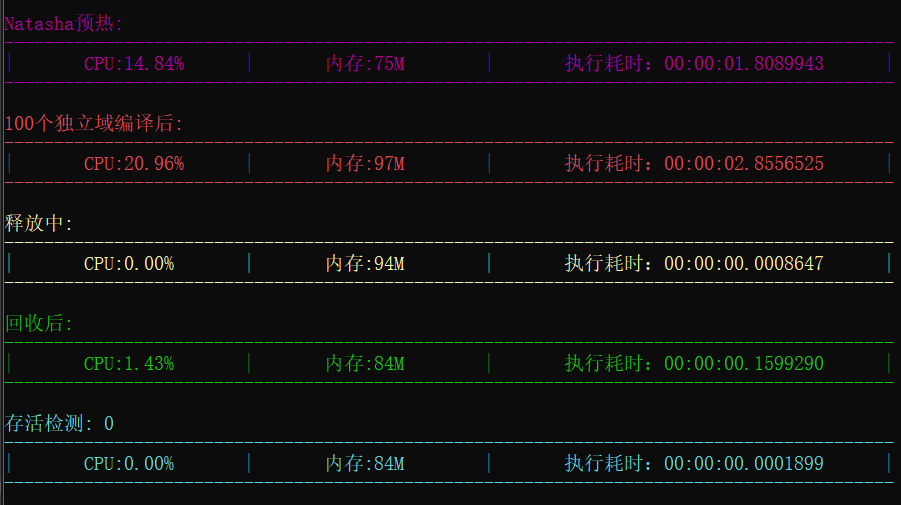 Natasha预热:
| CPU:14.84% | 内存:75M | 执行耗时：00:00:01.8089943 |
100个独立域编译后:
| CPU:20.96% | 内存:97M | 执行耗时：00:00:02.8556525 |
释放中:
| CPU:0.00% | 内存:94M | 执行耗时：00:00:00.0008647 |
回收后:
| CPU:1.43% | 内存:84M | 执行耗时：00:00:00.1599290 |
存活检测: 0
| CPU:0.00% | 内存:84M | 执行耗时：00:00:00.0001899 |